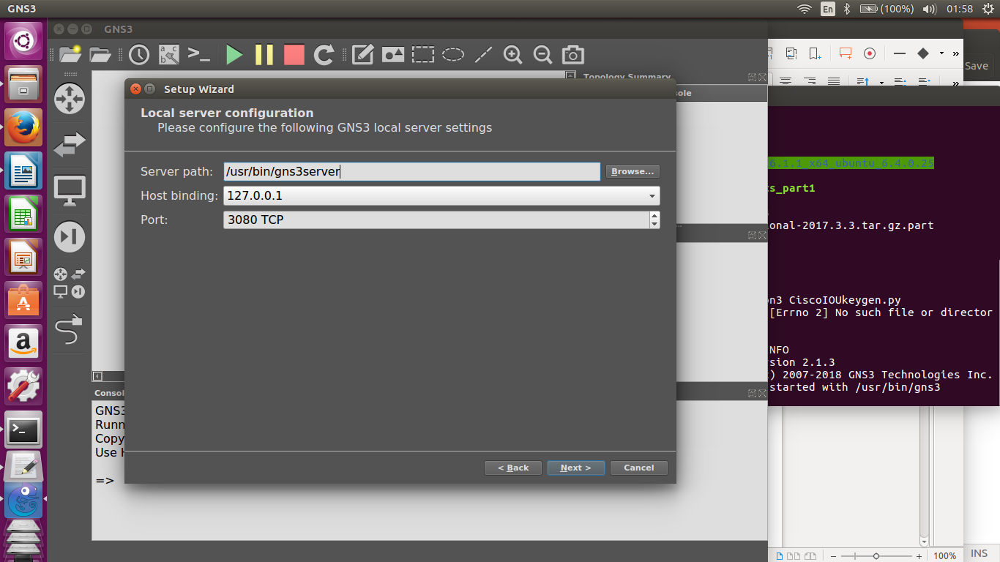 GNS3
En
(100%)
01:58
GNS3
Save
Topology Summary
Setup Wizard
Local server configuration
Please configure the following GNS3 local server settings
Server path:
/usr/bin/gns3server
Browse...
Host binding:
127.0.0.1
Port:
3080 TCP
6.1.1_x64_ubuntu_6.4.0.25
s_part1
onal-2017.3.3.tar.gz.part
n3 CiscoIOUkeygen.py
[Errno 2] No such file or director
NFO
sion 2.1.3
) 2007-2018 GNS3 Technologies Inc.
started with /usr/bin/gns3
Consol
GNS3
Runn
Copy
Use H
=>
< Back
Next >
Cancel
100%
INS